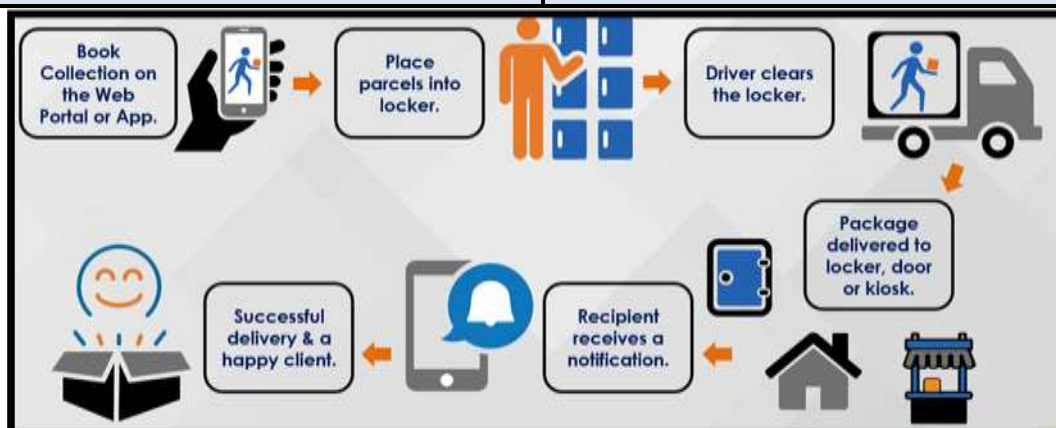 Book
Collection on
the Web
Portal or App.
Place
parcels into
locker.
Driver clears
the locker.
Package
delivered to
locker, door
or kiosk.
Recipient
receives a
notification.
Successful
delivery & a
happy client.